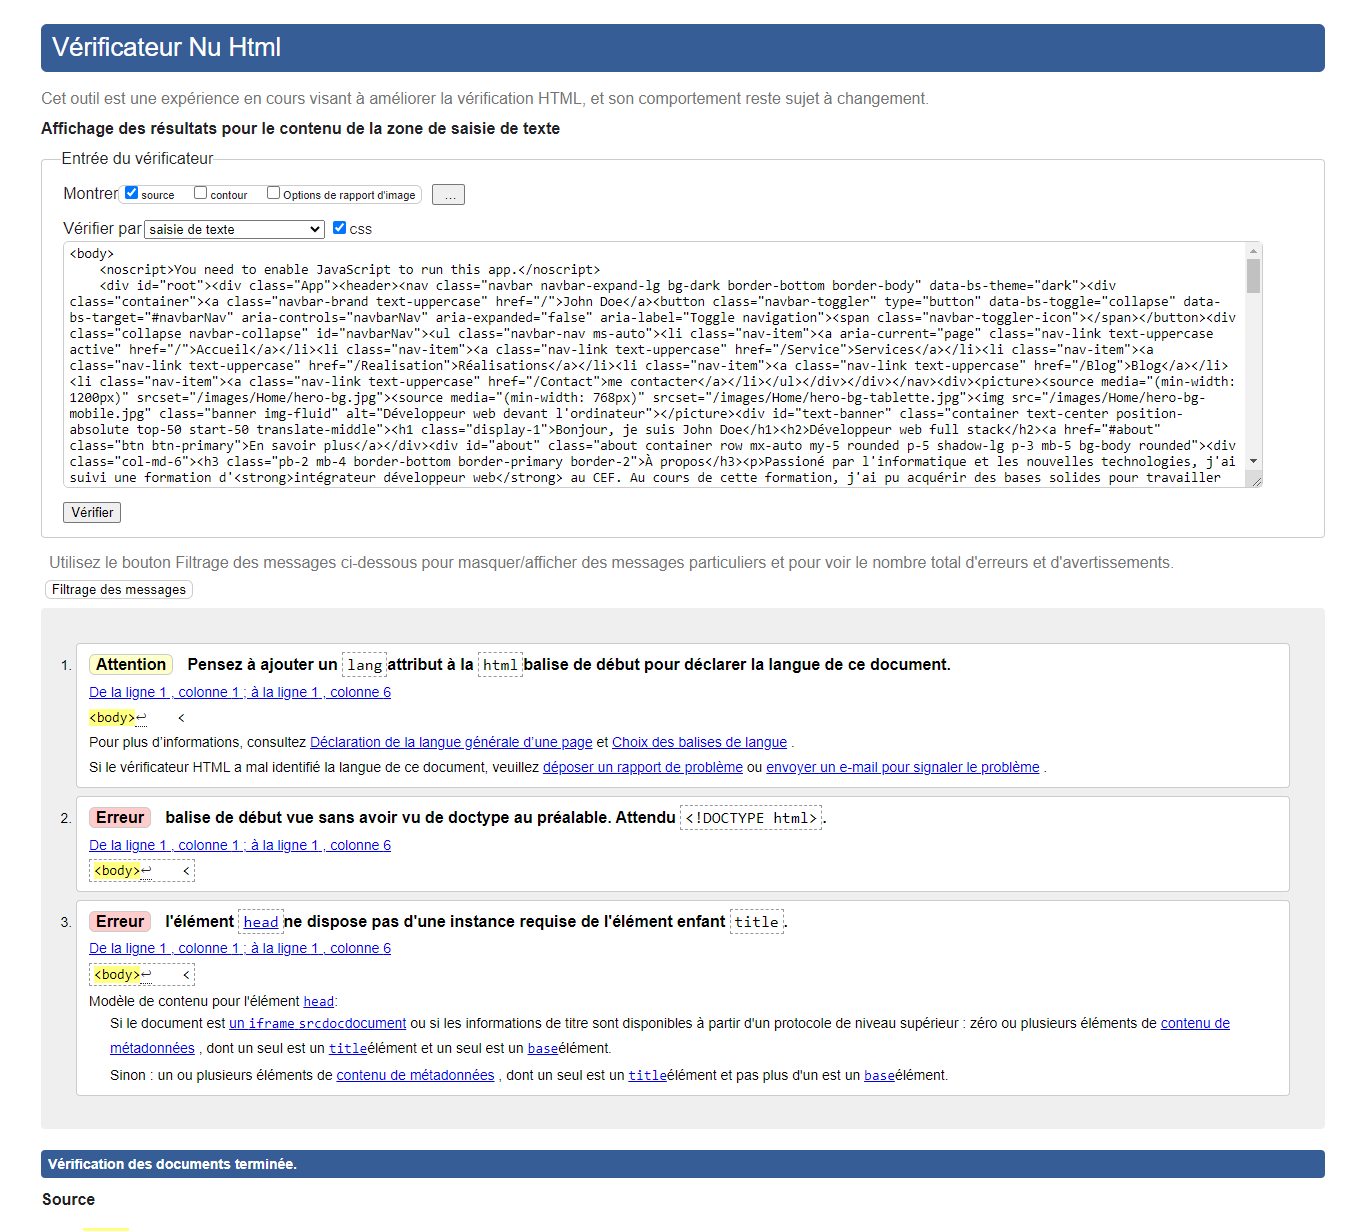 Vérificateur Nu Html
Cet outil est une expérience en cours visant à améliorer la vérification HTML, et son comportement reste sujet à changement.
Affichage des résultats pour le contenu de la zone de saisie de texte
Entrée du vérificateur
Montrer source contour Options de rapport d'image ...
Vérifier par saisie de texte css
<body>
    <noscript>You need to enable JavaScript to run this app.</noscript>
    <div id="root"><div class="App"><header><nav class="navbar navbar-expand-lg bg-dark border-bottom border-body" data-bs-theme="dark"><div
class="container"><a class="navbar-brand text-uppercase" href="/">John Doe</a><button class="navbar-toggler" type="button" data-bs-toggle="collapse" data-
bs-target="#navbarNav" aria-controls="navbarNav" aria-expanded="false" aria-label="Toggle navigation"><span class="navbar-toggler-icon"></span></button><div
class="collapse navbar-collapse" id="navbarNav"><ul class="navbar-nav ms-auto"><li class="nav-item"><a aria-current="page" class="nav-link text-uppercase
active" href="/">Accueil</a></li><li class="nav-item"><a class="nav-link text-uppercase" href="/Service">Services</a></li><li class="nav-item"><a
class="nav-link text-uppercase" href="/Realisation">Réalisations</a></li><li class="nav-item"><a class="nav-link text-uppercase" href="/Blog">Blog</a></li>
<li class="nav-item"><a class="nav-link text-uppercase" href="/Contact">me contacter</a></li></ul></div></div></nav><div><picture><source media="(min-width:
1200px)" srcset="/images/Home/hero-bg.jpg"><source media="(min-width: 768px)" srcset="/images/Home/hero-bg-tablette.jpg"><img src="/images/Home/hero-bg-
mobile.jpg" class="banner img-fluid" alt="Développeur web devant l'ordinateur"></picture><div id="text-banner" class="container text-center position-
absolute top-50 start-50 translate-middle"><h1 class="display-1">Bonjour, je suis John Doe</h1><h2>Développeur web full stack</h2><a href="#about"
class="btn btn-primary">En savoir plus</a></div><div id="about" class="about container row mx-auto my-5 rounded p-5 shadow-lg p-3 mb-5 bg-body rounded"><div
class="col-md-6"><h3 class="pb-2 mb-4 border-bottom border-primary border-2">À propos</h3><p>Passioné par l'informatique et les nouvelles technologies, j'ai
suivi une formation d'<strong>intégrateur développeur web</strong> au CEF. Au cours de cette formation, j'ai pu acquérir des bases solides pour travailler
Vérifier
Utilisez le bouton Filtrage des messages ci-dessous pour masquer/afficher des messages particuliers et pour voir le nombre total d'erreurs et d'avertissements.
Filtrage des messages
1. Attention Pensez à ajouter un lang attribut à la html balise de début pour déclarer la langue de ce document.
De la ligne 1 , colonne 1 ; à la ligne 1 , colonne 6
<body>↩ <
Pour plus d'informations, consultez Déclaration de la langue générale d'une page et Choix des balises de langue .
Si le vérificateur HTML a mal identifié la langue de ce document, veuillez déposer un rapport de problème ou envoyer un e-mail pour signaler le problème .
2. Erreur balise de début vue sans avoir vu de doctype au préalable. Attendu <!DOCTYPE html>.
De la ligne 1 , colonne 1 ; à la ligne 1 , colonne 6
<body>↩ <
3. Erreur l'élément head ne dispose pas d'une instance requise de l'élément enfant title.
De la ligne 1 , colonne 1 ; à la ligne 1 , colonne 6
<body>↩ <
Modèle de contenu pour l'élément head:
Si le document est un iframe srcdocdocument ou si les informations de titre sont disponibles à partir d'un protocole de niveau supérieur : zéro ou plusieurs éléments de contenu de
métadonnées , dont un seul est un titleélément et un seul est un baseélément.
Sinon : un ou plusieurs éléments de contenu de métadonnées , dont un seul est un titleélément et pas plus d'un est un baseélément.
Vérification des documents terminée.
Source